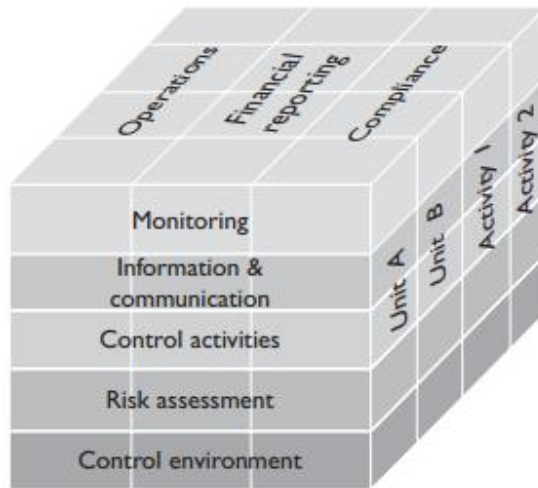 Operations
Financial
reporting
Compliance
Monitoring
Information &
communication
Control activities
Risk assessment
Control environment
Unit A
Unit B
Activity 1
Activity 2